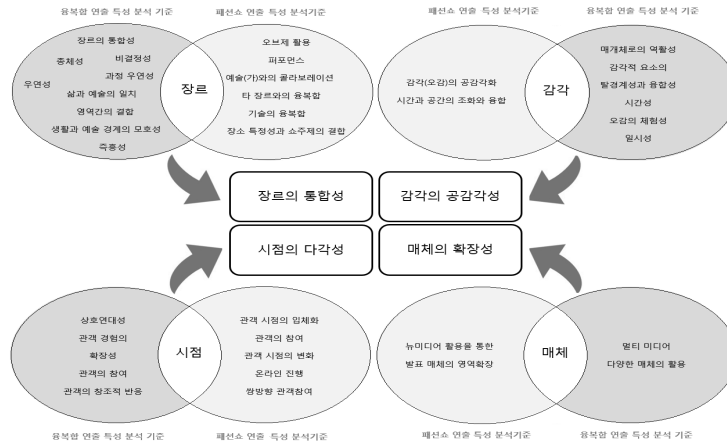 융복합 연출 특성 분석 기준
패션쇼 연출 특성 분석기준
장르의 통합성
총체성
비결정성
우연성
과정 우연성
삶과 예술의 일치
영역간의 결합
생활과 예술 경계의 모호성
즉흥성
장르
오브제 활용
퍼포먼스
예술(가)와의 콜라보레이션
타 장르와의 융복합
기술의 융복합
장소 특정성과 쇼주제의 결합
패션쇼 연출 특성 분석 기준
융복합 연출 특성 분석기준
감각(오감)의 공감각화
시간과 공간의 조화와 융합
감각
매개체로의 역활성
감각적 요소의
탈경계성과 융합성
시간성
오감의 체험성
일시성
장르의 통합성
감각의 공감각성
시점의 다각성
매체의 확장성
상호연대성
관객 경험의
확장성
관객의 참여
관객의 창조적 반응
시점
관객 시점의 입체화
관객의 참여
관객 시점의 변화
온라인 진행
쌍방향 관객참여
융복합 연출 특성 분석 기준
패션쇼 연출 특성 분석기준
뉴미디어 활용을 통한
발표 매체의 영역확장
매체
멀티 미디어
다양한 매체의 활용
패션쇼 연출 특성 분석 기준
융복합 연출 특성 분석기준